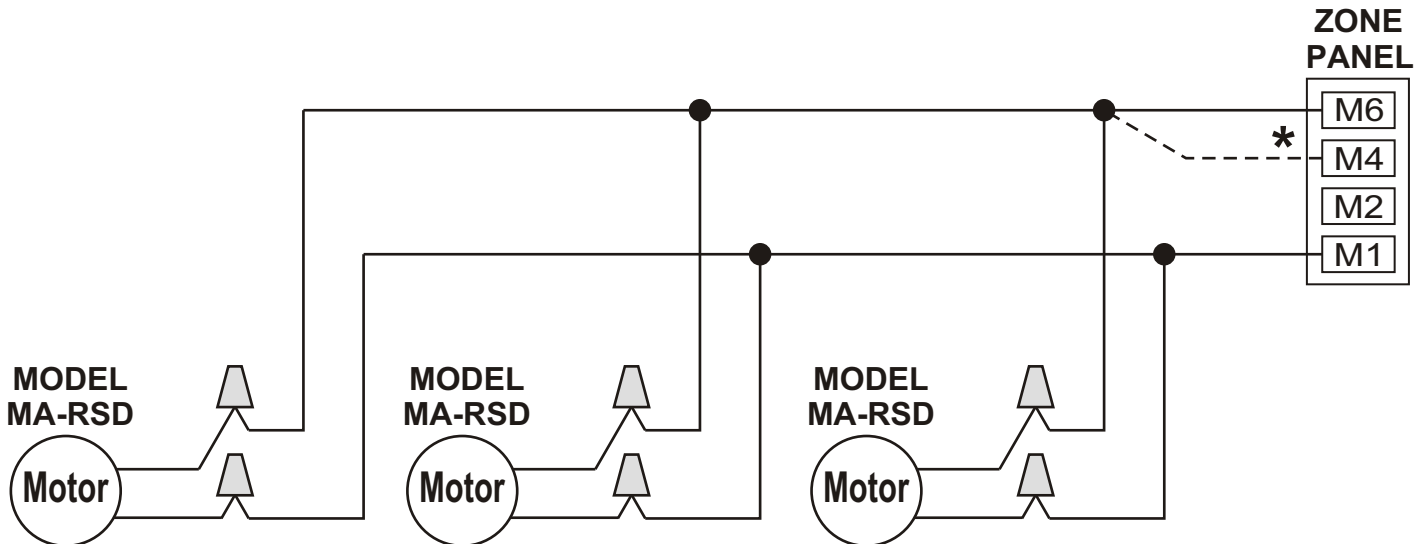 ZONE
PANEL
M6
*
M4
M2
M1
MODEL
MA-RSD
Motor
MODEL
MA-RSD
Motor
MODEL
MA-RSD
Motor